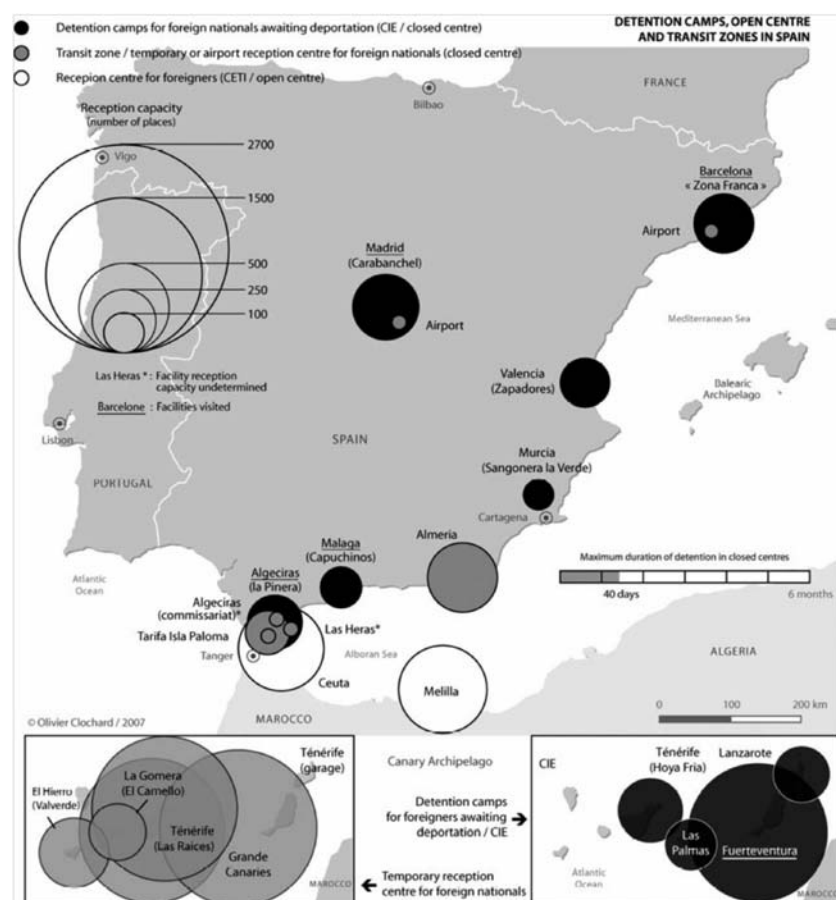 DETENTION CAMPS, OPEN CENTRE
AND TRANSIT ZONES IN SPAIN
Detention camps for foreign nationals awaiting deportation (CIE / closed centre)
Transit zone / temporary or airport reception centre for foreign nationals (closed centre)
Recepion centre for foreigners (CETI / open centre)
Reception capacity
(number of places)
2700
1500
500
250
100
Las Heras * : Facility reception
capacity undetermined
Barcelone : Facilities visited
FRANCE
Bilbao
Vigo
Barcelona
« Zona Franca »
Airport
Madrid
(Carabanchel)
Airport
Mediterranean Sea
Valencia
(Zapadores)
Balearic
Archipelago
Lisbon
SPAIN
PORTUGAL
Murcia
(Sangonera la Verde)
Cartagena
Almería
Malaga
(Capuchinos)
Algeciras
(la Pinera)
Maximum duration of detention in closed centres
40 days
6 months
Atlantic
Ocean
Algeciras
(commissariat)*
Tarifa Isla Paloma
Las Heras*
Tanger
Alboran Sea
ALGERIA
Ceuta
Melilla
0 100 200 km
© Olivier Clochard / 2007
MAROCCO
La Gomera
(El Camello)
Ténérife
(garage)
El Hierro
(Valverde)
Ténérife
(Las Raices)
Grande
Canaries
MAROCCO
Canary Archipelago
Detention camps
for foreigners awaiting
deportation / CIE
Temporary reception
centre for foreign nationals
CIE
Ténérife
(Hoya Fria)
Lanzarote
Las
Palmas
Fuerteventura
Atlantic
Ocean
MAROCCO